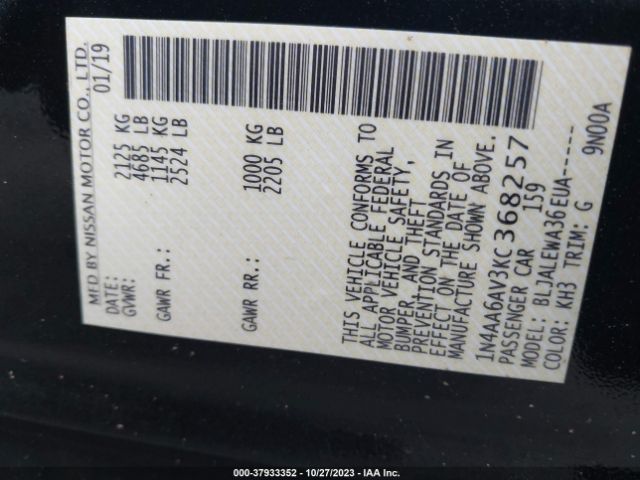 MFD BY NISSAN MOTOR CO., LTD.
DATE: 01/19
GVWR: 2125 KG
4685 LB
GAWR FR.: 1145 KG
2524 LB
GAWR RR.: 1000 KG
2205 LB
THIS VEHICLE CONFORMS TO
ALL APPLICABLE FEDERAL
MOTOR VEHICLE SAFETY,
BUMPER, AND THEFT
PREVENTION STANDARDS IN
EFFECT ON THE DATE OF
MANUFACTURE SHOWN ABOVE.
1N4AA6AV3KC368257
PASSENGER CAR 159
MODEL: BLJALEWA36EUA-----
COLOR: KH3 TRIM: G 9N00A
000-37933352 | 10/27/2023 | IAA Inc.